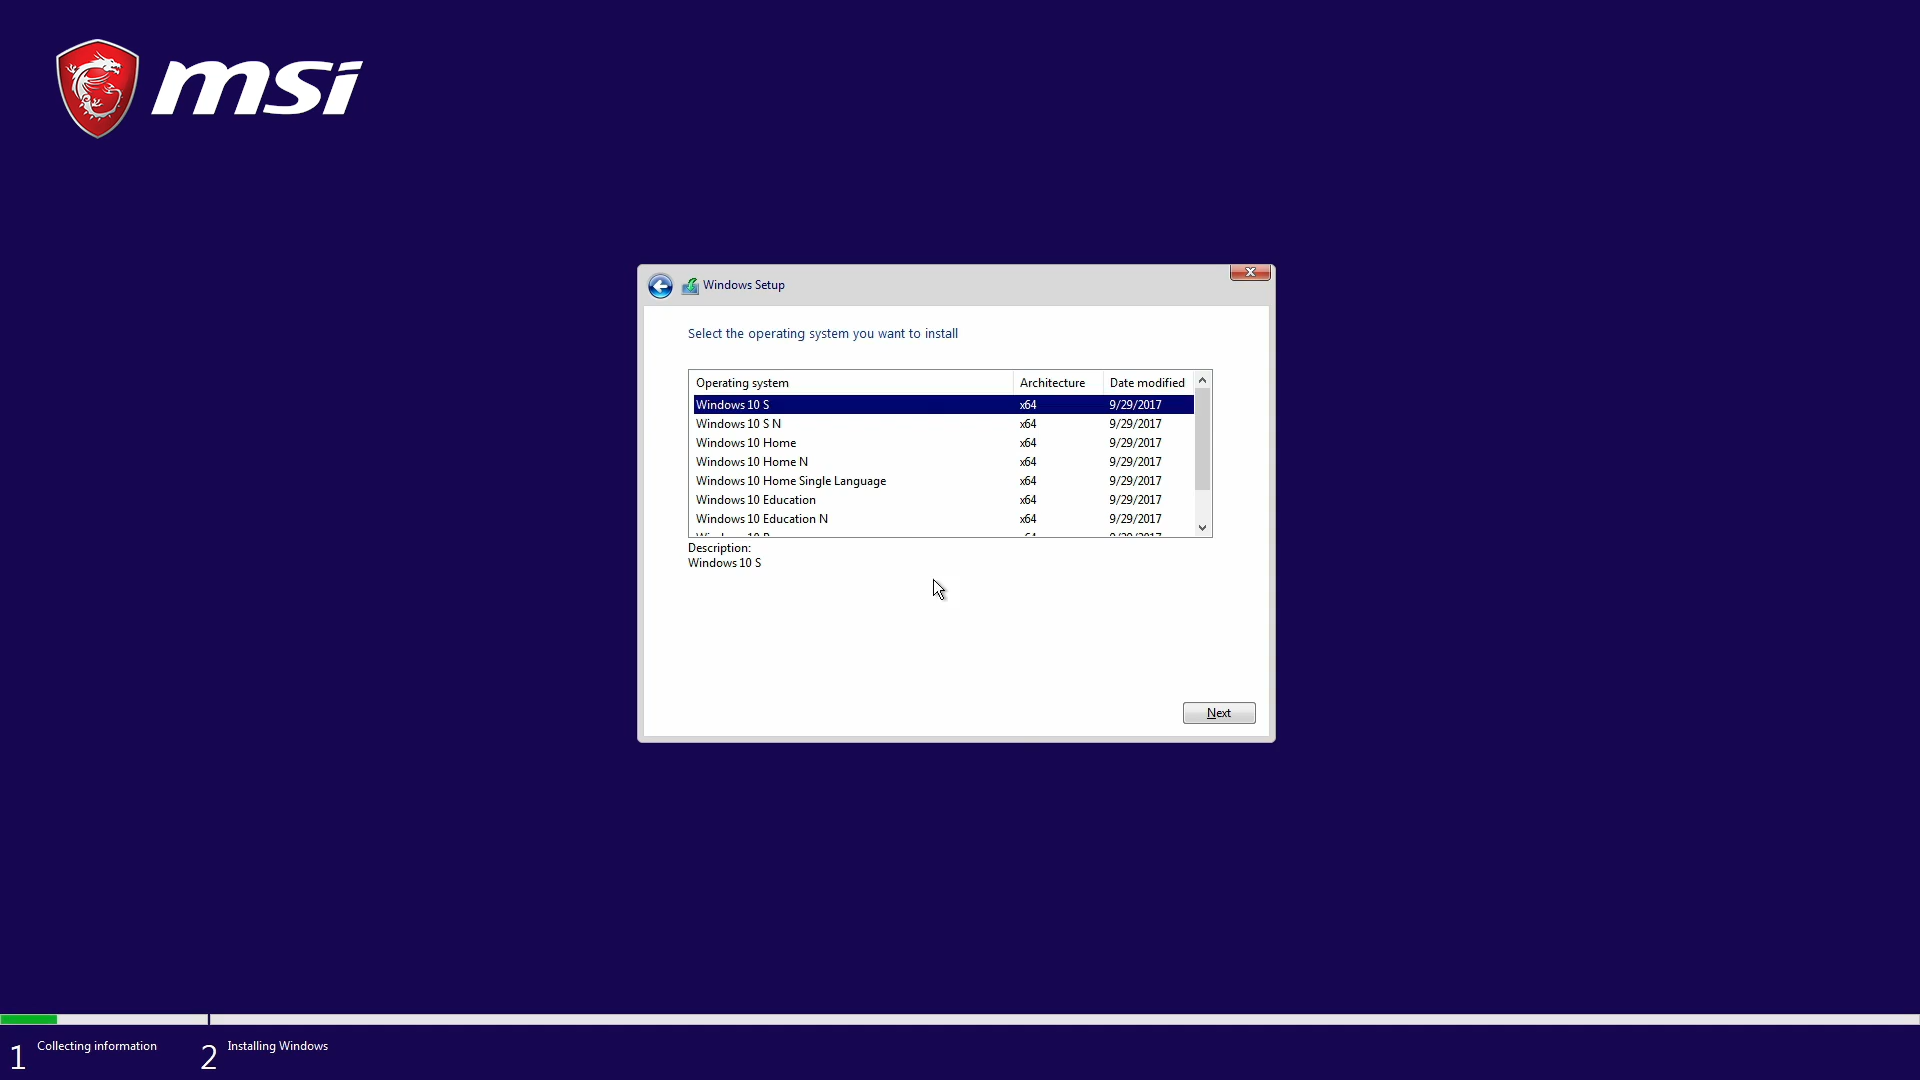 msi
Windows Setup
Select the operating system you want to install
Operating system Architecture Date modified
Windows 10 S x64 9/29/2017
Windows 10 S N x64 9/29/2017
Windows 10 Home x64 9/29/2017
Windows 10 Home N x64 9/29/2017
Windows 10 Home Single Language x64 9/29/2017
Windows 10 Education x64 9/29/2017
Windows 10 Education N x64 9/29/2017
Description:
Windows 10 S
Next
1 Collecting information 2 Installing Windows